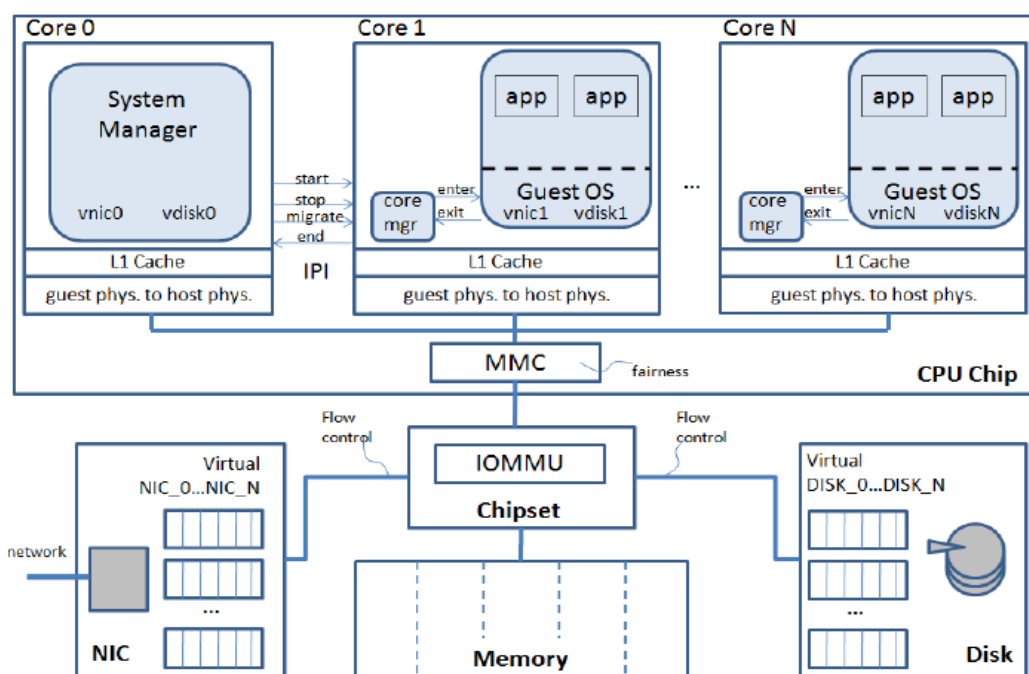 Core 0
System
Manager
vnic0 vdisk0
L1 Cache
guest phys. to host phys.
start
stop
migrate
end
IPI
Core 1
app app
Guest OS
vnic1 vdisk1
core
mgr
enter
exit
L1 Cache
guest phys. to host phys.
...
Core N
app app
Guest OS
vnicN vdiskN
core
mgr
enter
exit
L1 Cache
guest phys. to host phys.
MMC
fairness
CPU Chip
Flow
control
IOMMU
Chipset
Flow
control
Virtual
NIC_0...NIC_N
network
...
NIC
Memory
Virtual
DISK_0...DISK_N
...
Disk